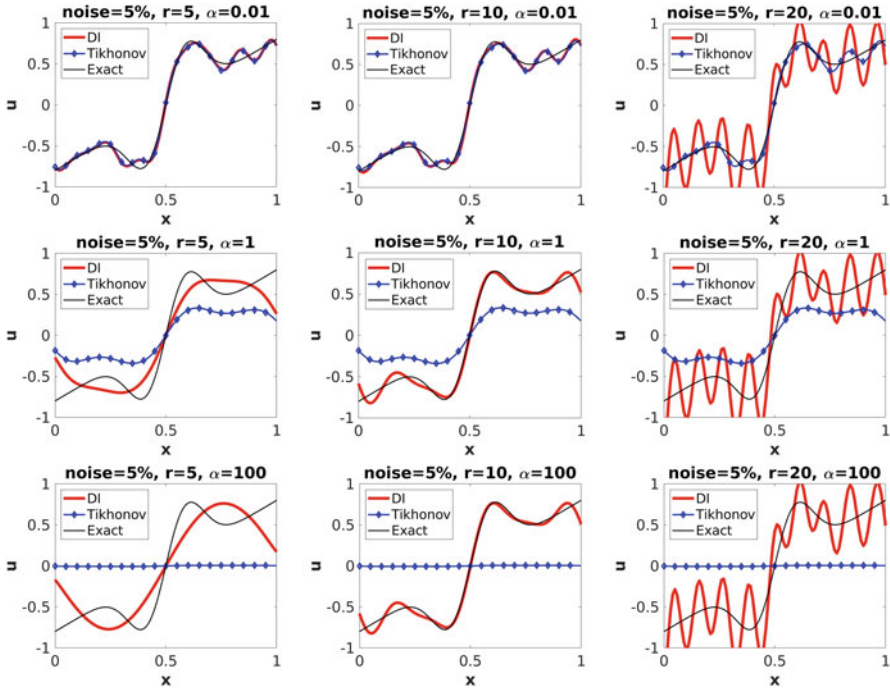 noise=5%, r=5, α=0.01
noise=5%, r=10, α=0.01
noise=5%, r=20, α=0.01
1
0.5
0
-0.5
-1
u
DI
Tikhonov
Exact
0
0.5
1
x
1
0.5
0
-0.5
-1
u
DI
Tikhonov
Exact
0
0.5
1
x
1
0.5
0
-0.5
-1
u
DI
Tikhonov
Exact
0
0.5
1
x
noise=5%, r=5, α=1
noise=5%, r=10, α=1
noise=5%, r=20, α=1
1
0.5
0
-0.5
-1
u
DI
Tikhonov
Exact
0
0.5
1
x
1
0.5
0
-0.5
-1
u
DI
Tikhonov
Exact
0
0.5
1
x
1
0.5
0
-0.5
-1
u
DI
Tikhonov
Exact
0
0.5
1
x
noise=5%, r=5, α=100
noise=5%, r=10, α=100
noise=5%, r=20, α=100
1
0.5
0
-0.5
-1
u
DI
Tikhonov
Exact
0
0.5
1
x
1
0.5
0
-0.5
-1
u
DI
Tikhonov
Exact
0
0.5
1
x
1
0.5
0
-0.5
-1
u
DI
Tikhonov
Exact
0
0.5
1
x